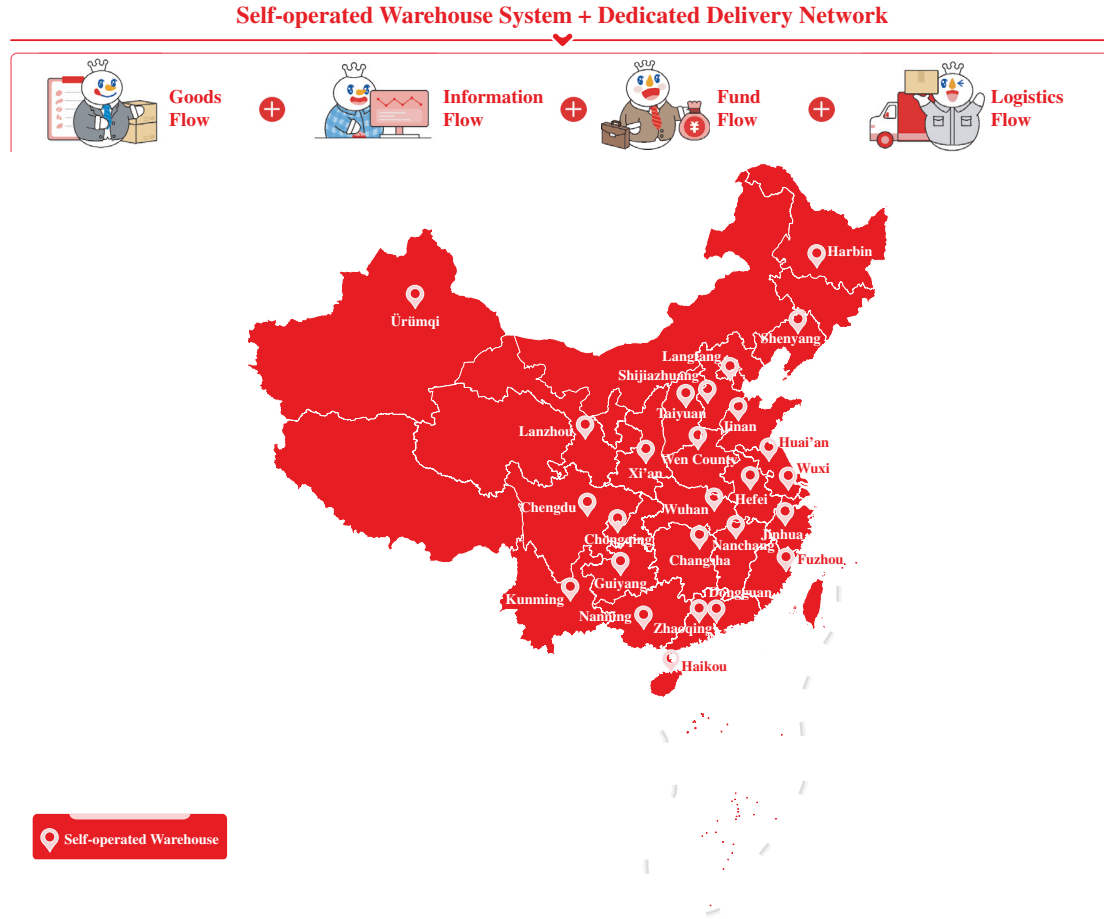 Self-operated Warehouse System + Dedicated Delivery Network
Goods
Flow
Information
Flow
Fund
Flow
¥
Logistics
Flow
Harbin
Ürümqi
Shenyang
Langfang
Shijiazhuang
Taiyuan
Jinan
Lanzhou
Huai'an
Wen County
Xi'an
Wuxi
Hefei
Chengdu
Wuhan
Chongqing
Jinhua
Nanchang
Changsha
Fuzhou
Guiyang
Kunming
Dongguan
Nanning
Zhaoqing
Haikou
Self-operated Warehouse